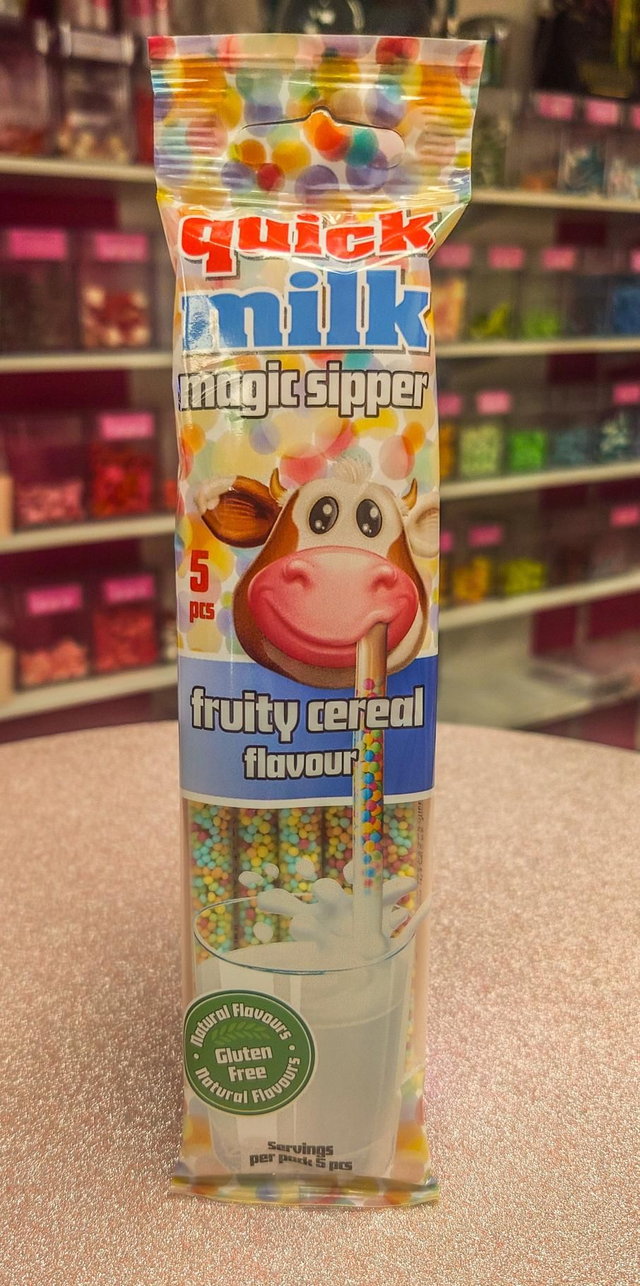 quick
milk
magic sipper
5
pcs
fruity cereal
flavour
Natural Flavours
Gluten
Free
Natural Flavours
Servings
per pack 5 pcs